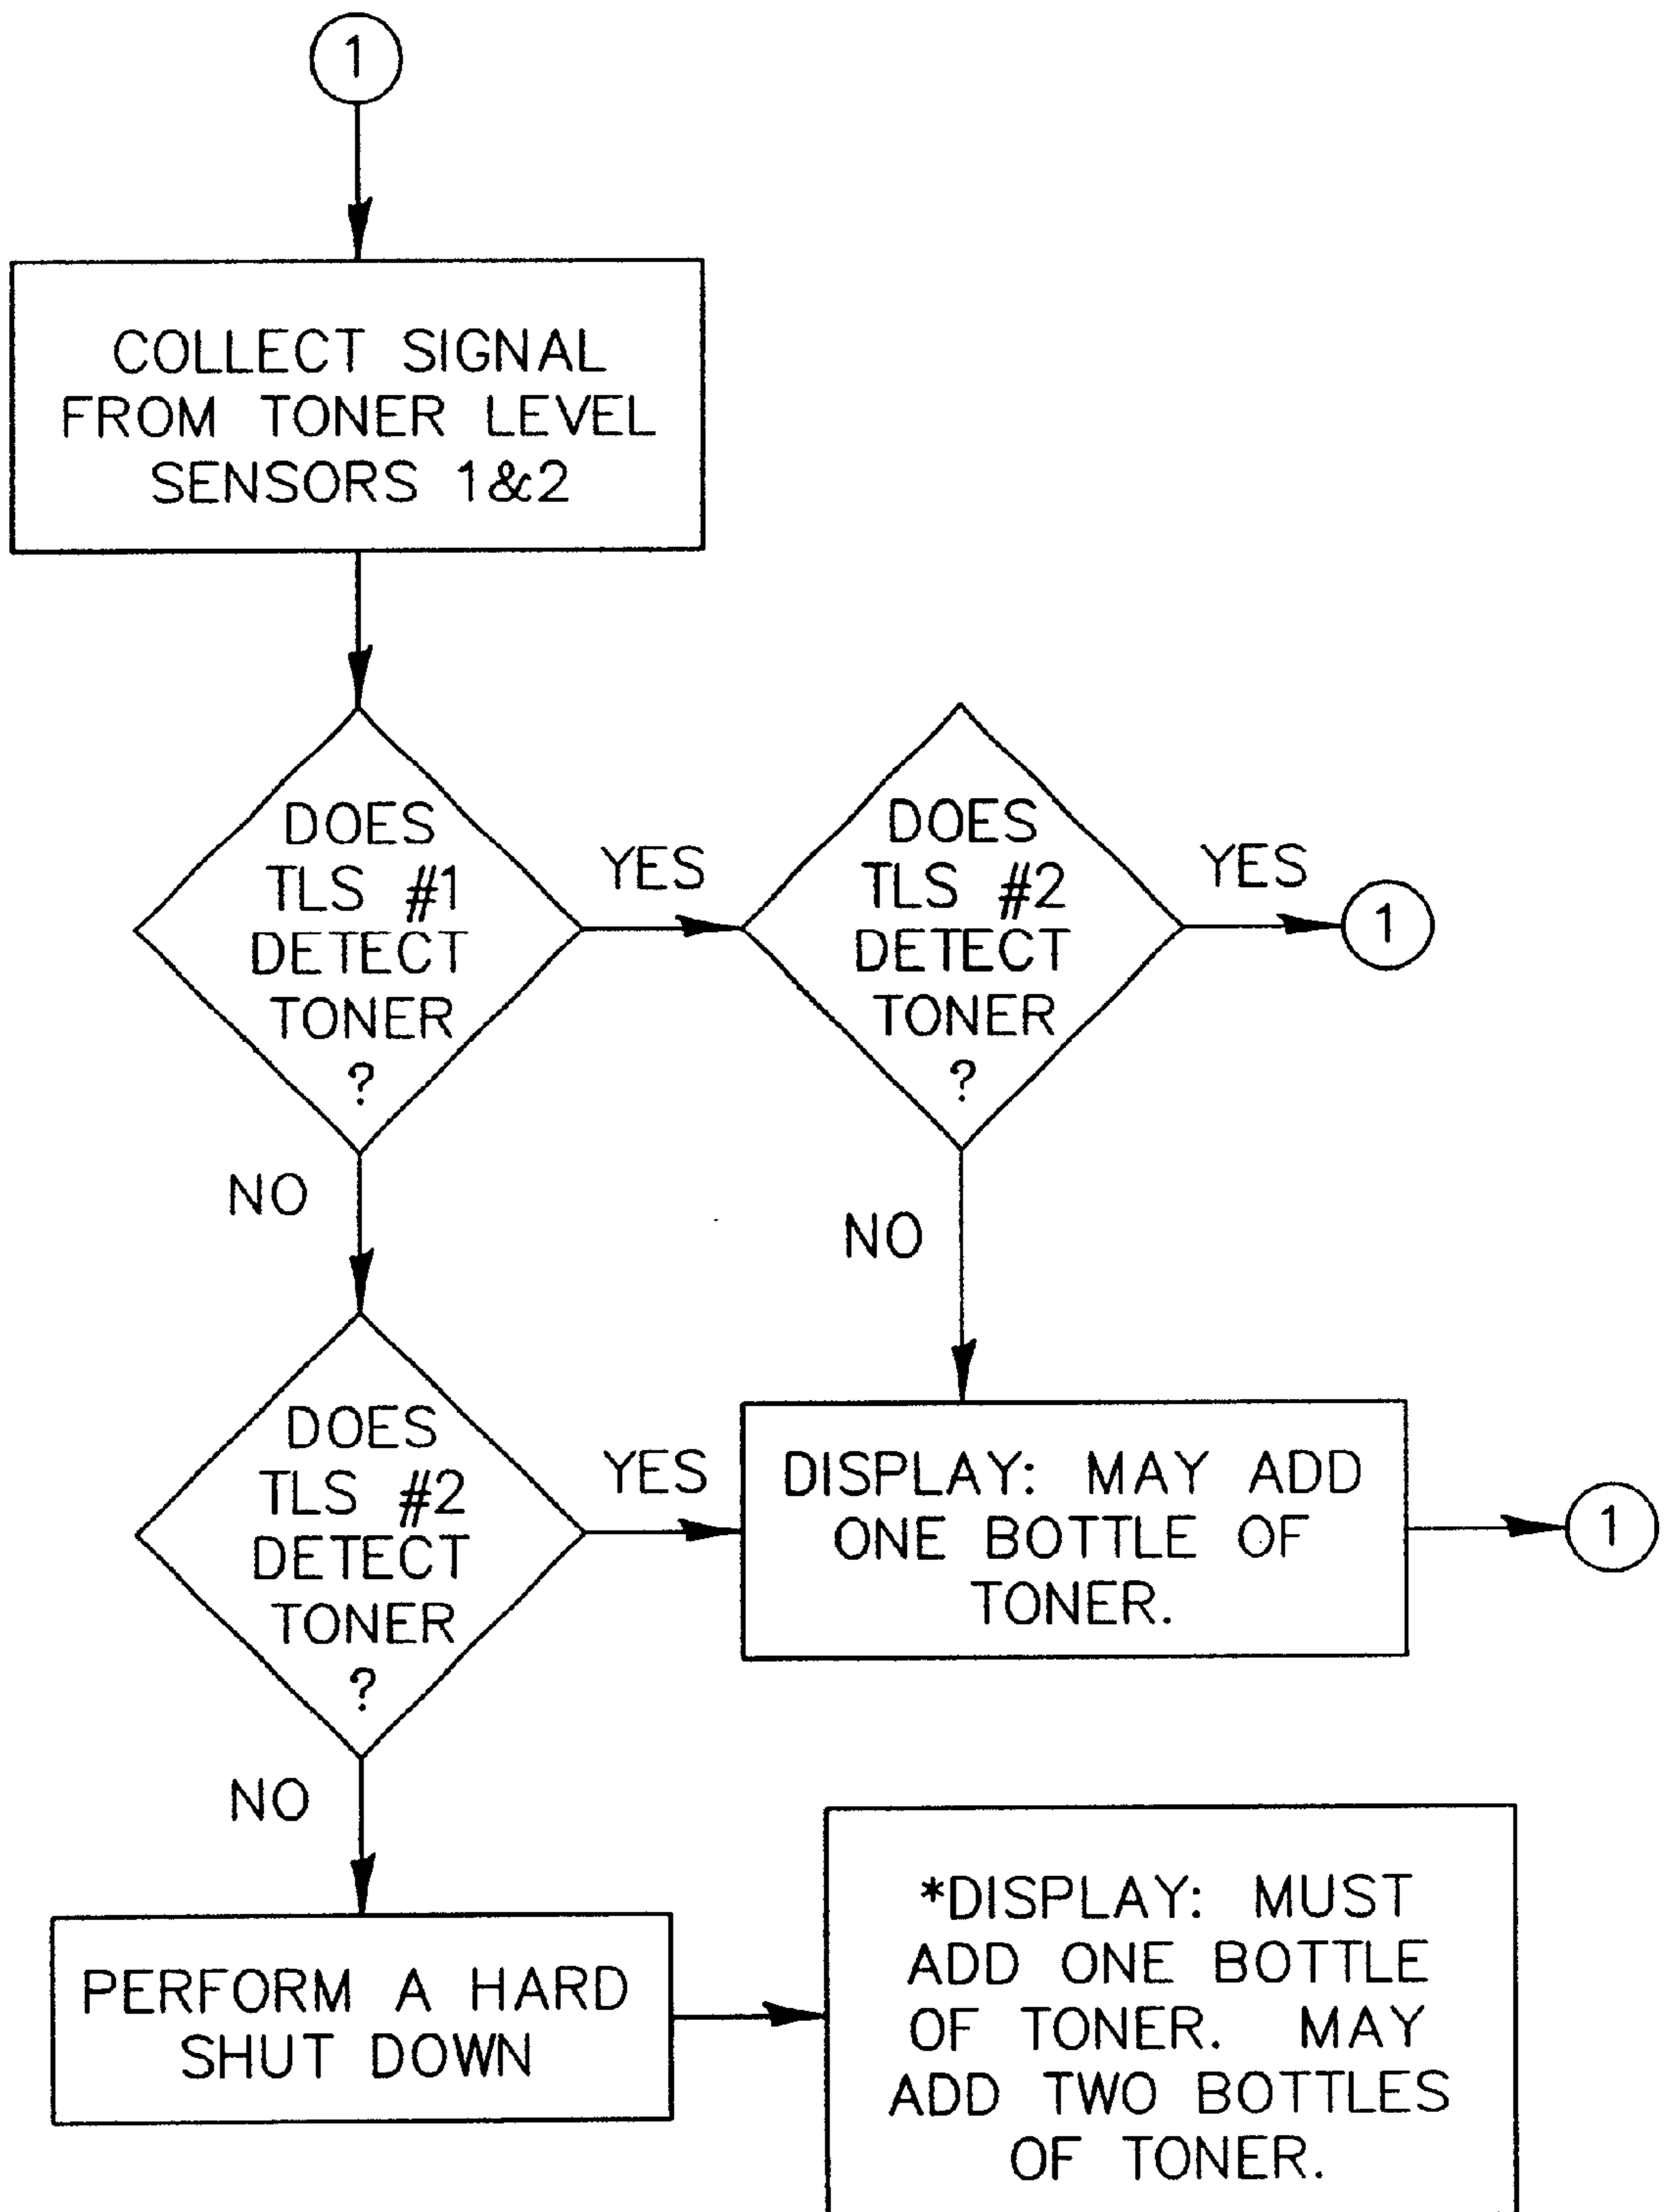 1
COLLECT SIGNAL
FROM TONER LEVEL
SENSORS 1&2
DOES
TLS #1
DETECT
TONER
?
YES
DOES
TLS #2
DETECT
TONER
?
YES
1
NO
NO
DOES
TLS #2
DETECT
TONER
?
YES
DISPLAY: MAY ADD
ONE BOTTLE OF
TONER.
1
NO
PERFORM A HARD
SHUT DOWN
*DISPLAY: MUST
ADD ONE BOTTLE
OF TONER. MAY
ADD TWO BOTTLES
OF TONER.